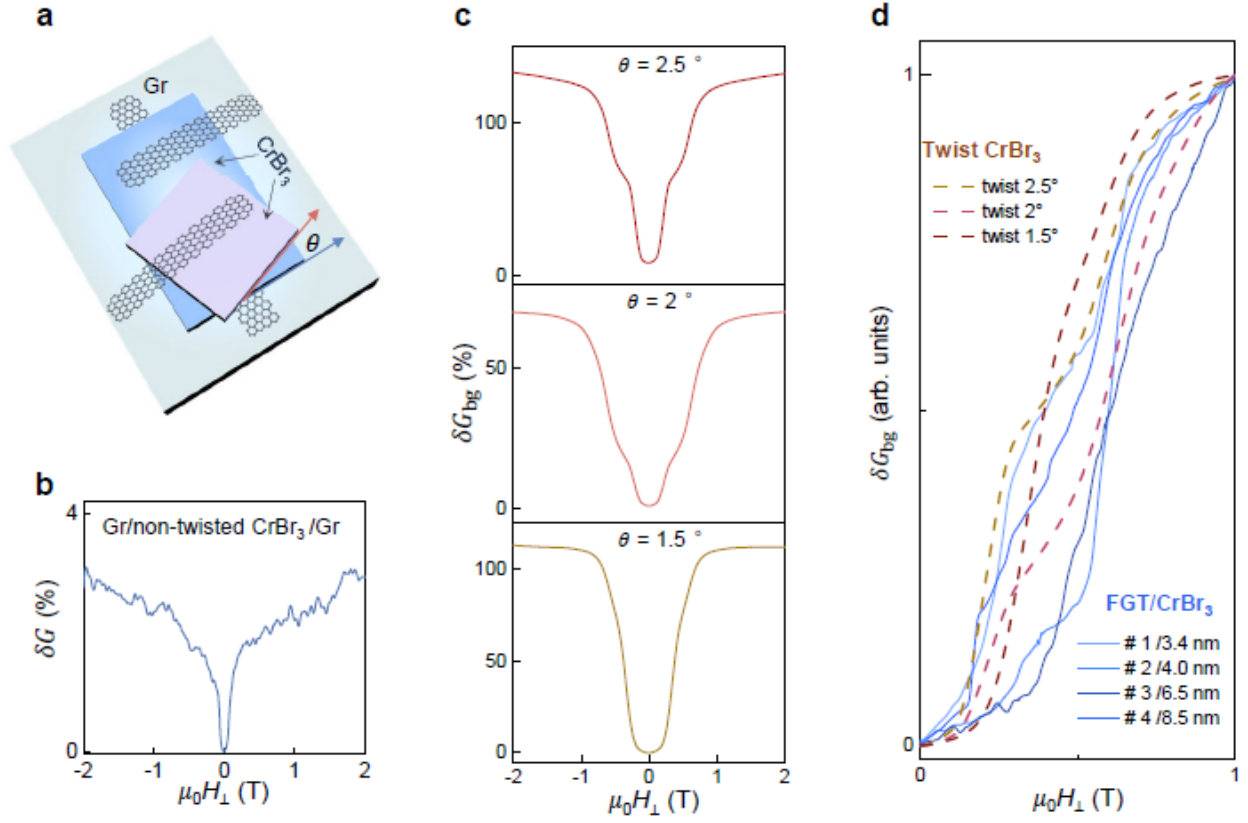 a
Gr
CrBr₃
θ
b
4
Gr/non-twisted CrBr₃/Gr
δG (%)
0
-2 -1 0 1 2
μ₀H⊥ (T)
c
θ = 2.5 °
100
0
θ = 2 °
50
0
δG_bg (%)
θ = 1.5 °
100
50
0
-2 -1 0 1 2
μ₀H⊥ (T)
d
1
Twist CrBr₃
twist 2.5°
twist 2°
twist 1.5°
δG_bg (arb. units)
FGT/CrBr₃
# 1 /3.4 nm
# 2 /4.0 nm
# 3 /6.5 nm
# 4 /8.5 nm
0
0 1
μ₀H⊥ (T)